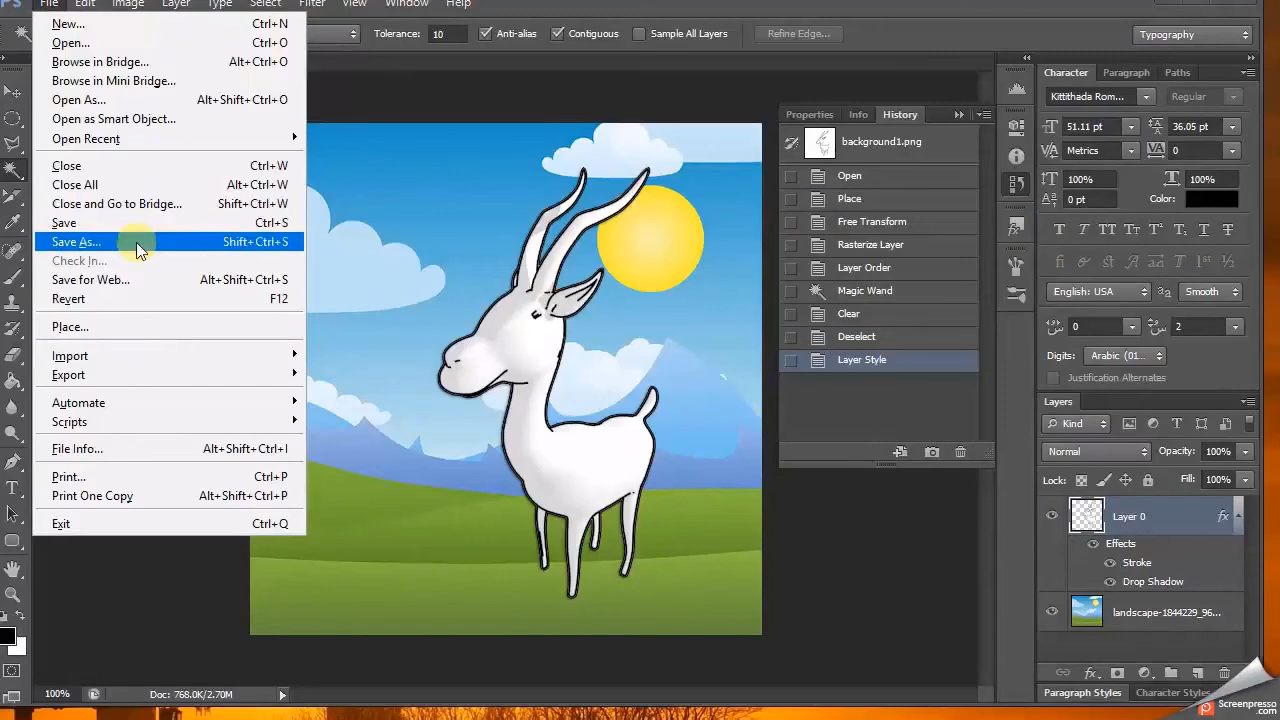 Ps File Edit Image Layer Type Select Filter View Window Help
Tolerance: 10 Anti-alias Contiguous Sample All Layers Refine Edge... Typography
New... Ctrl+N
Open... Ctrl+O
Browse in Bridge... Alt+Ctrl+O
Browse in Mini Bridge...
Open As... Alt+Shift+Ctrl+O
Open as Smart Object...
Open Recent
Close Ctrl+W
Close All Alt+Ctrl+W
Close and Go to Bridge... Shift+Ctrl+W
Save Ctrl+S
Save As... Shift+Ctrl+S
Check In...
Save for Web... Alt+Shift+Ctrl+S
Revert F12
Place...
Import
Export
Automate
Scripts
File Info... Alt+Shift+Ctrl+I
Print... Ctrl+P
Print One Copy Alt+Shift+Ctrl+P
Exit Ctrl+Q
Properties Info History
background1.png
Open
Place
Free Transform
Rasterize Layer
Layer Order
Magic Wand
Clear
Deselect
Layer Style
Character Paragraph Paths
Kittithada Rom... Regular
51.11 pt 36.05 pt
Metrics 0
100% 100%
0 pt Color:
T T TT Tt T¹ T₁ T T
English: USA aa Smooth
0 2
Digits: Arabic (01...
Justification Alternates
Layers
Kind
Normal Opacity: 100%
Lock: Fill: 100%
Layer 0 fx
Effects
Stroke
Drop Shadow
landscape-1844229_96...
Paragraph Styles Character Styles
100% Doc: 768.0K/2.70M
Screenpresso
.com